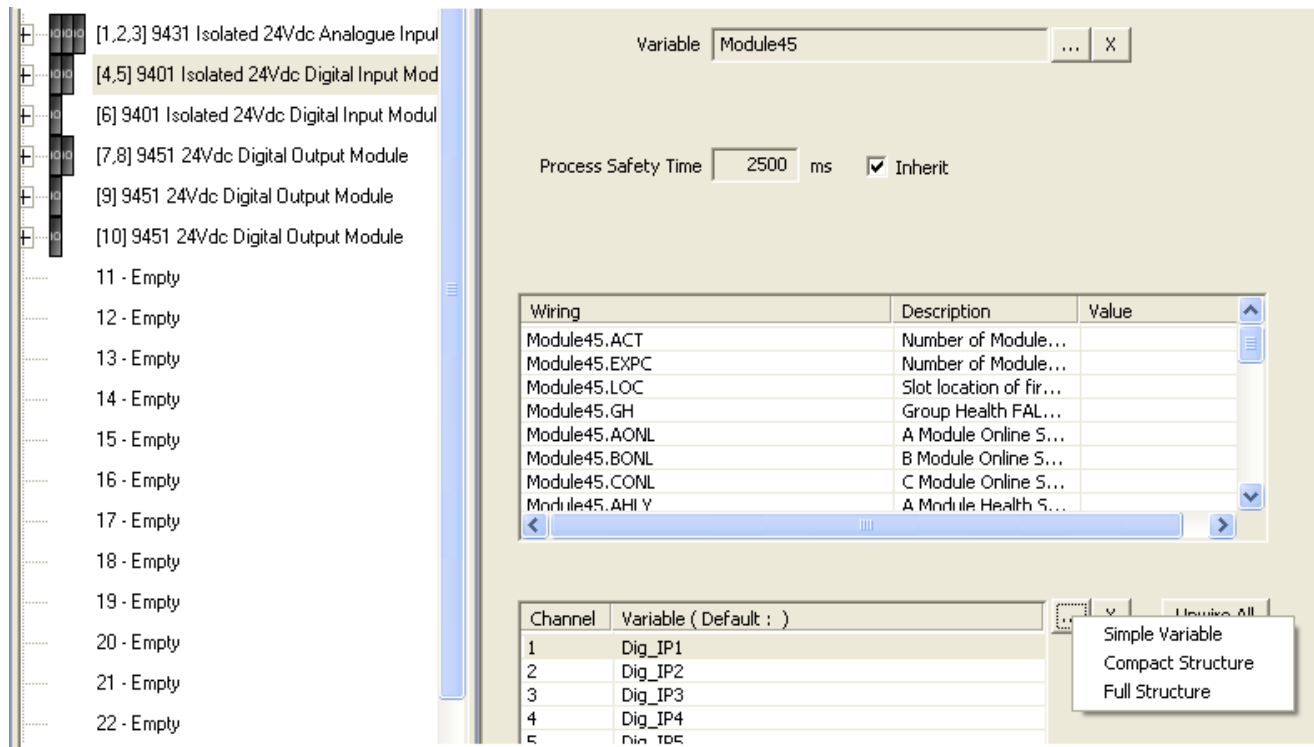 [1,2,3] 9431 Isolated 24Vdc Analogue Input
[4,5] 9401 Isolated 24Vdc Digital Input Mod
[6] 9401 Isolated 24Vdc Digital Input Modul
[7,8] 9451 24Vdc Digital Output Module
[9] 9451 24Vdc Digital Output Module
[10] 9451 24Vdc Digital Output Module
11 - Empty
12 - Empty
13 - Empty
14 - Empty
15 - Empty
16 - Empty
17 - Empty
18 - Empty
19 - Empty
20 - Empty
21 - Empty
22 - Empty
Variable Module45 ... X
Process Safety Time 2500 ms Inherit
Wiring Description Value
Module45.ACT Number of Module...
Module45.EXPC Number of Module...
Module45.LOC Slot location of fir...
Module45.GH Group Health FAL...
Module45.AONL A Module Online S...
Module45.BONL B Module Online S...
Module45.CONL C Module Online S...
Module45.AHLY A Module Health S...
Channel Variable ( Default : ) ... X Unwire All
1 Dig_IP1
2 Dig_IP2
3 Dig_IP3
4 Dig_IP4
5 Dig_IP5
Simple Variable
Compact Structure
Full Structure